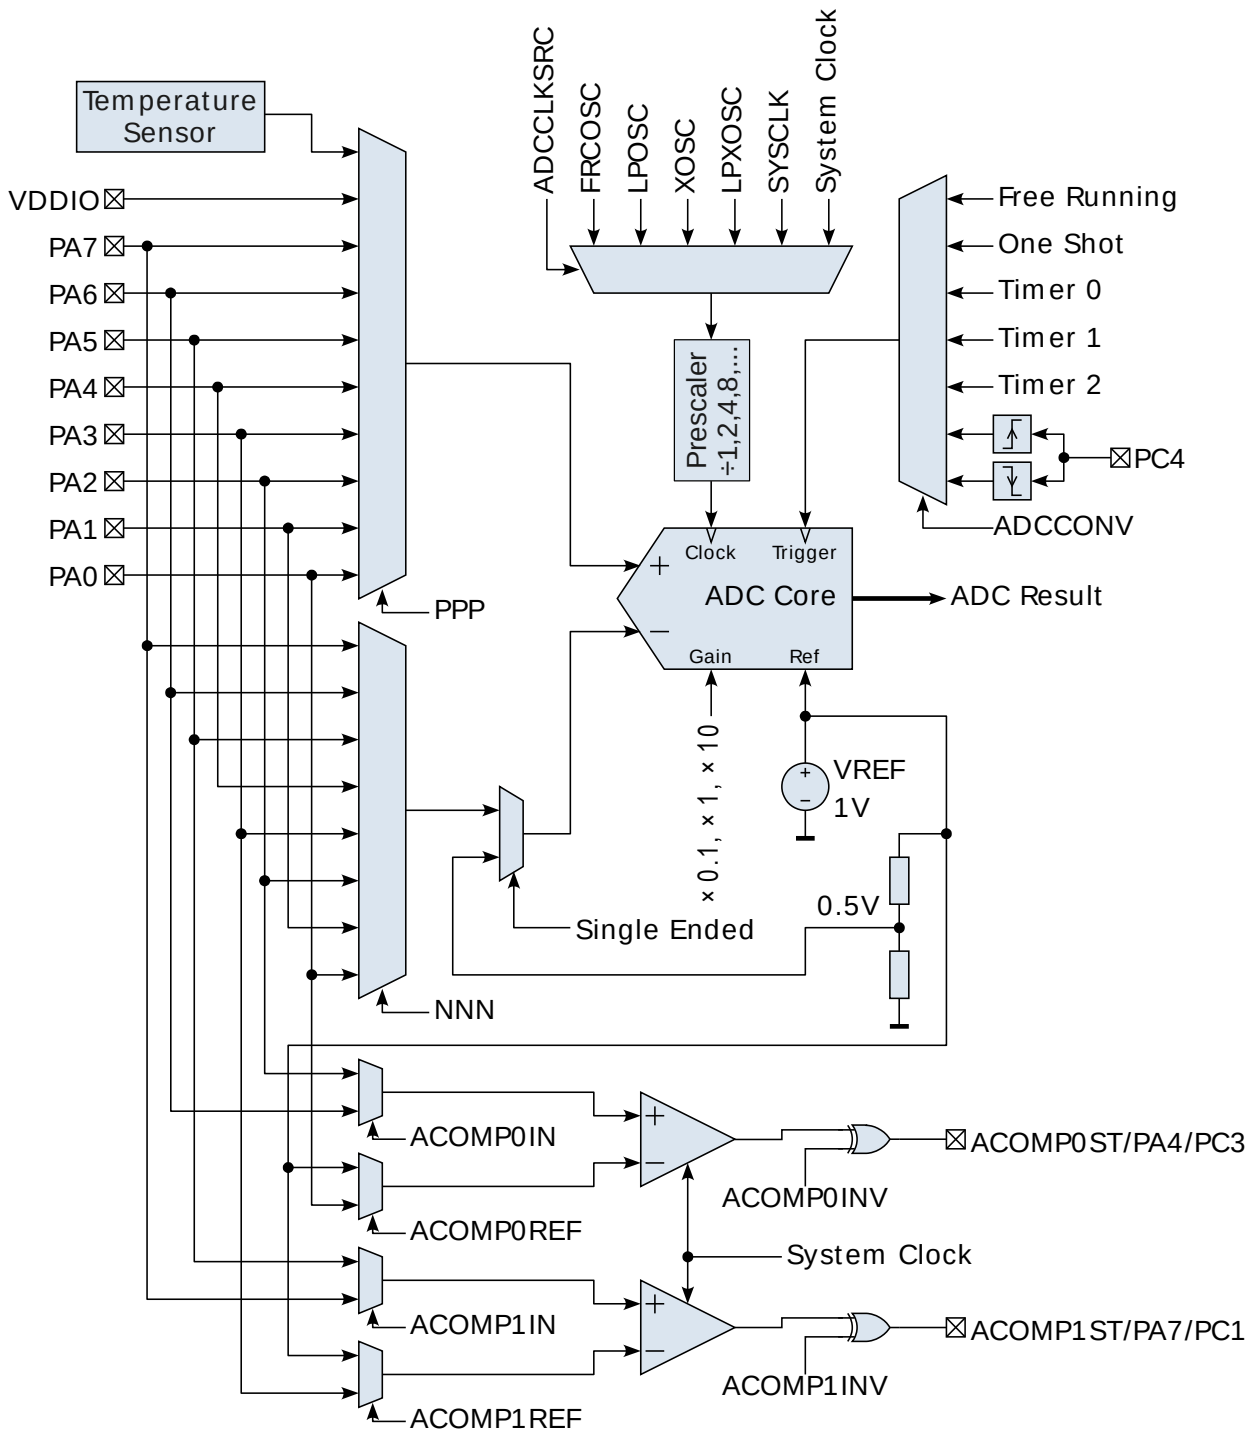 Temperature
Sensor
VDDIO
PA7
PA6
PA5
PA4
PA3
PA2
PA1
PA0
PPP
NNN
ADCCLKSRC
FRCOSC
LPOSC
XOSC
LPXOSC
SYSCLK
System Clock
Prescaler
÷1,2,4,8,...
Free Running
One Shot
Timer 0
Timer 1
Timer 2
PC4
ADCCONV
Clock
Trigger
+
ADC Core
−
Gain
Ref
ADC Result
×0.1, ×1, ×10
+
−
VREF
1V
0.5V
Single Ended
ACOMP0IN
ACOMP0REF
+
−
ACOMP0INV
ACOMP0ST/PA4/PC3
System Clock
ACOMP1IN
ACOMP1REF
+
−
ACOMP1INV
ACOMP1ST/PA7/PC1